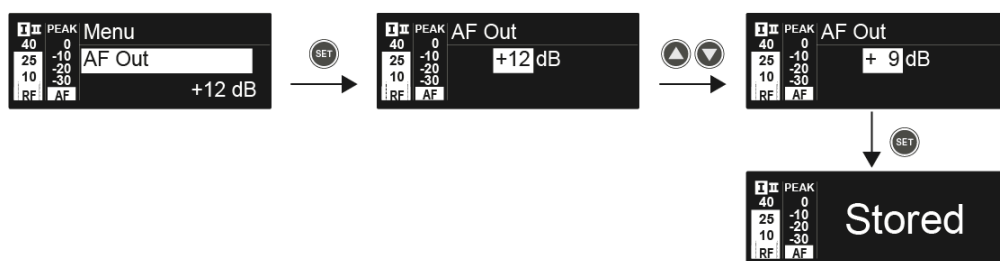 I II PEAK Menu
40 0
25 -10 AF Out
-20
10 -30
RF AF +12 dB
SET
I II PEAK AF Out
40 0
25 -10 +12 dB
-20
10 -30
RF AF
I II PEAK AF Out
40 0
25 -10 + 9 dB
-20
10 -30
RF AF
SET
I II PEAK
40 0
25 -10 Stored
-20
10 -30
RF AF